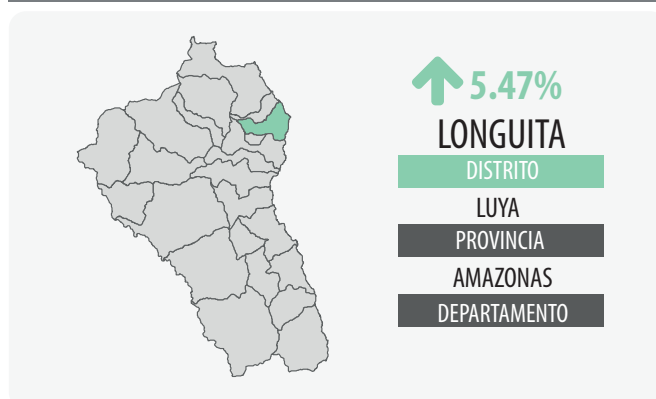 5.47%
LONGUITA
DISTRITO
LUYA
PROVINCIA
AMAZONAS
DEPARTAMENTO